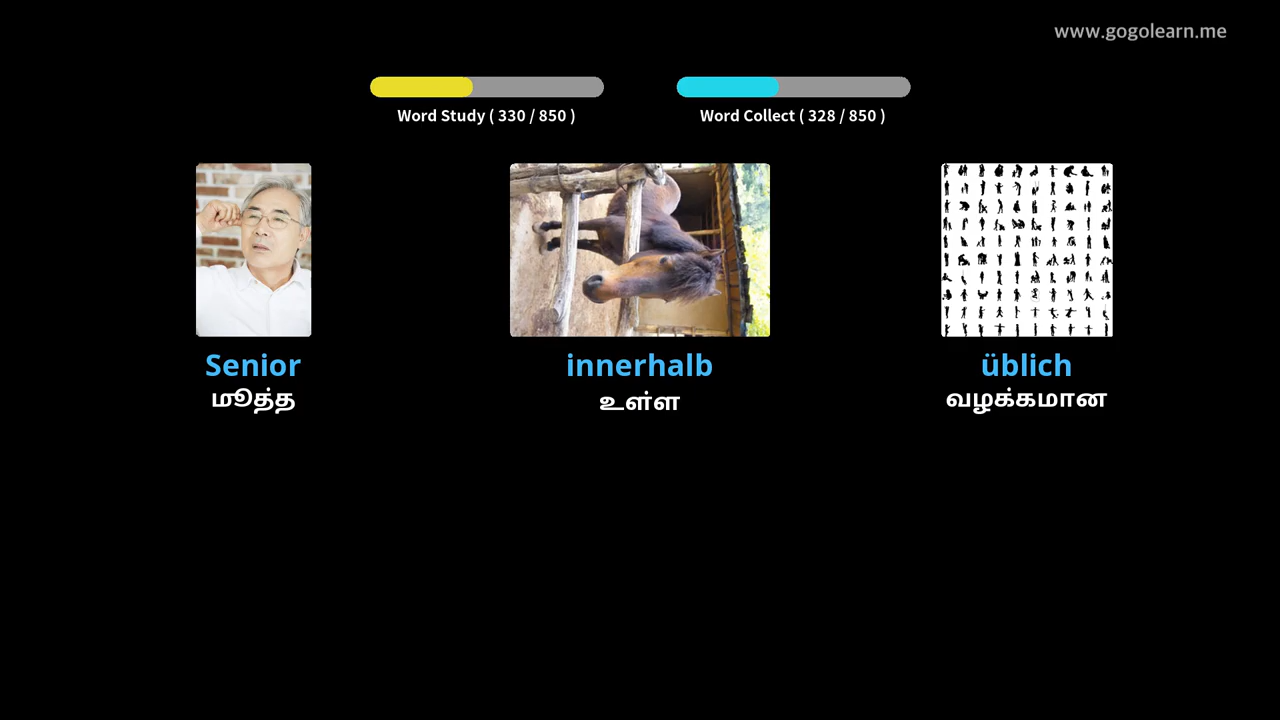 www.gogolearn.me
Word Study ( 330 / 850 )
Word Collect ( 328 / 850 )
Senior
மூத்த
innerhalb
உள்ள
üblich
வழக்கமான